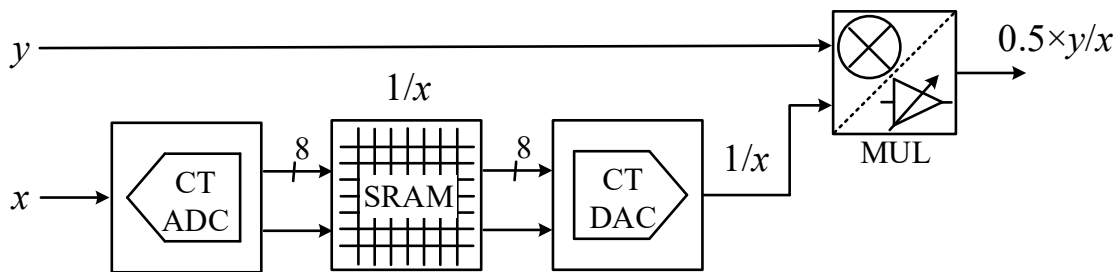 y
0.5×y/x
1/x
MUL
x
CT
ADC
8
SRAM
8
CT
DAC
1/x